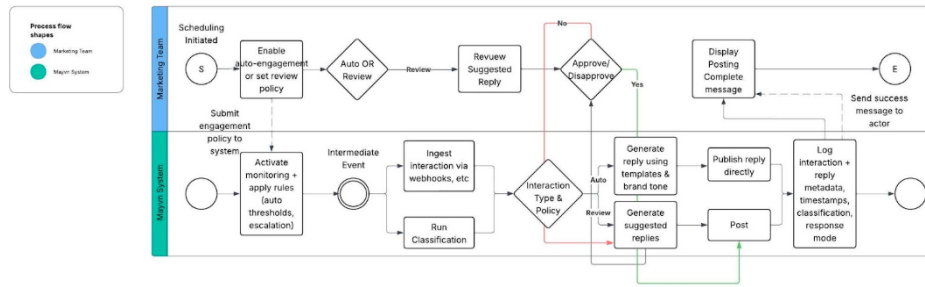 Process flow
shapes
Marketing Team
Mayvn System
Marketing Team
Scheduling
Initiated
S
Enable
auto-engagement
or set review
policy
Auto OR
Review
Review
Revuew
Suggested
Reply
No
Approve/
Disapprove
Yes
Display
Posting
Complete
message
E
Send success
message to
actor
Submit
engagement
policy to
system
Mayvn System
Activate
monitoring +
apply rules
(auto
thresholds,
escalation)
Intermediate
Event
Ingest
interaction via
webhooks, etc
Run
Classification
Interaction
Type &
Policy
Auto
Review
Generate
reply using
templates &
brand tone
Generate
suggested
replies
Publish reply
directly
Post
Log
interaction +
reply
metadata,
timestamps,
classification,
response
mode